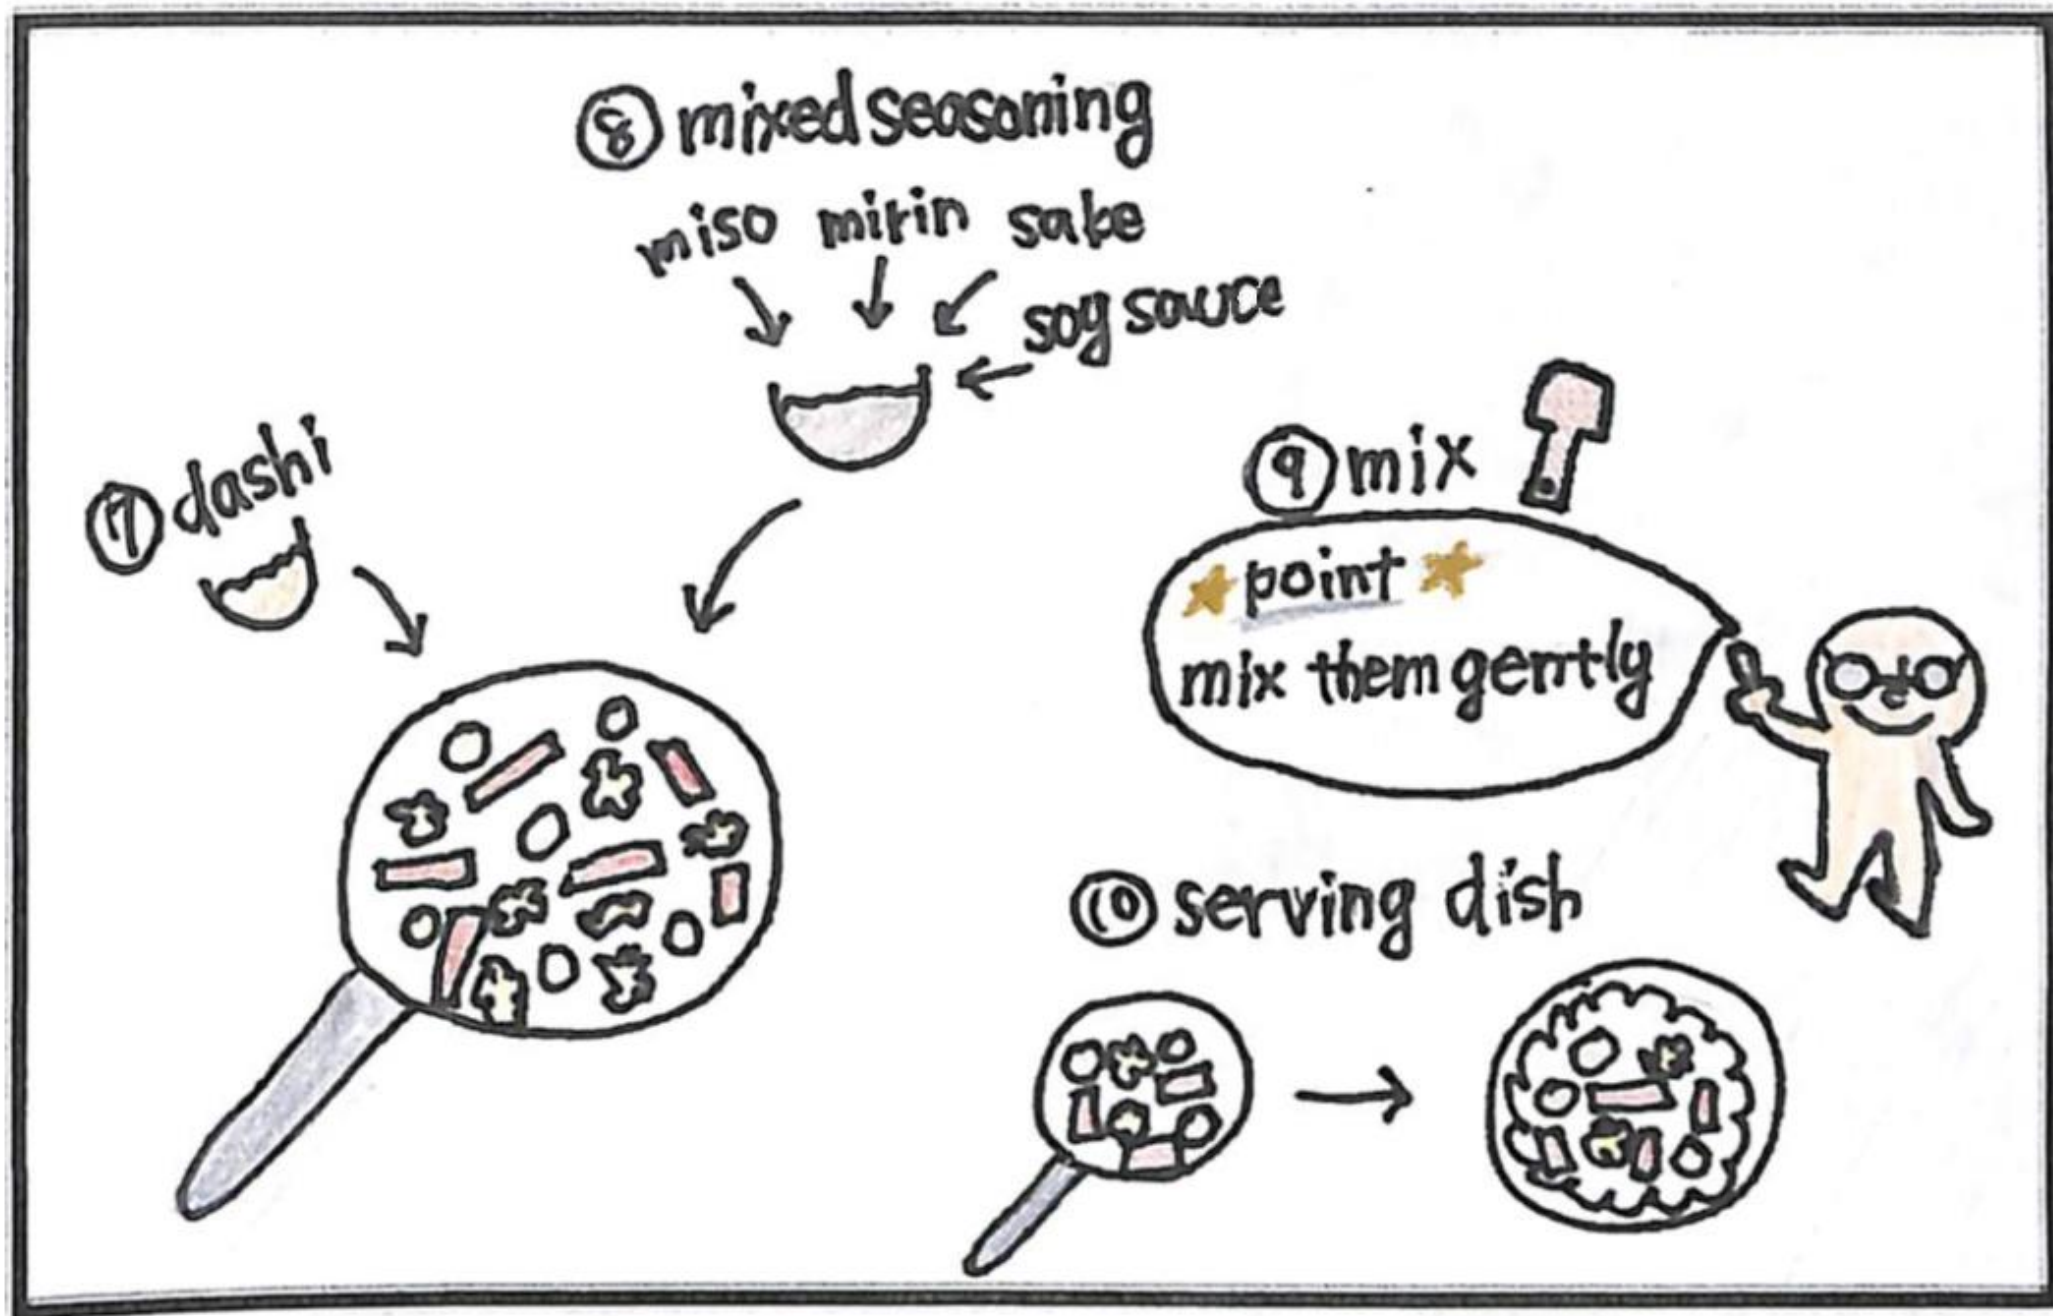 ⑦ dashi
⑧ mixed seasoning
miso mirin sake
soy sauce
⑨ mix
point
mix them gently
⑩ serving dish